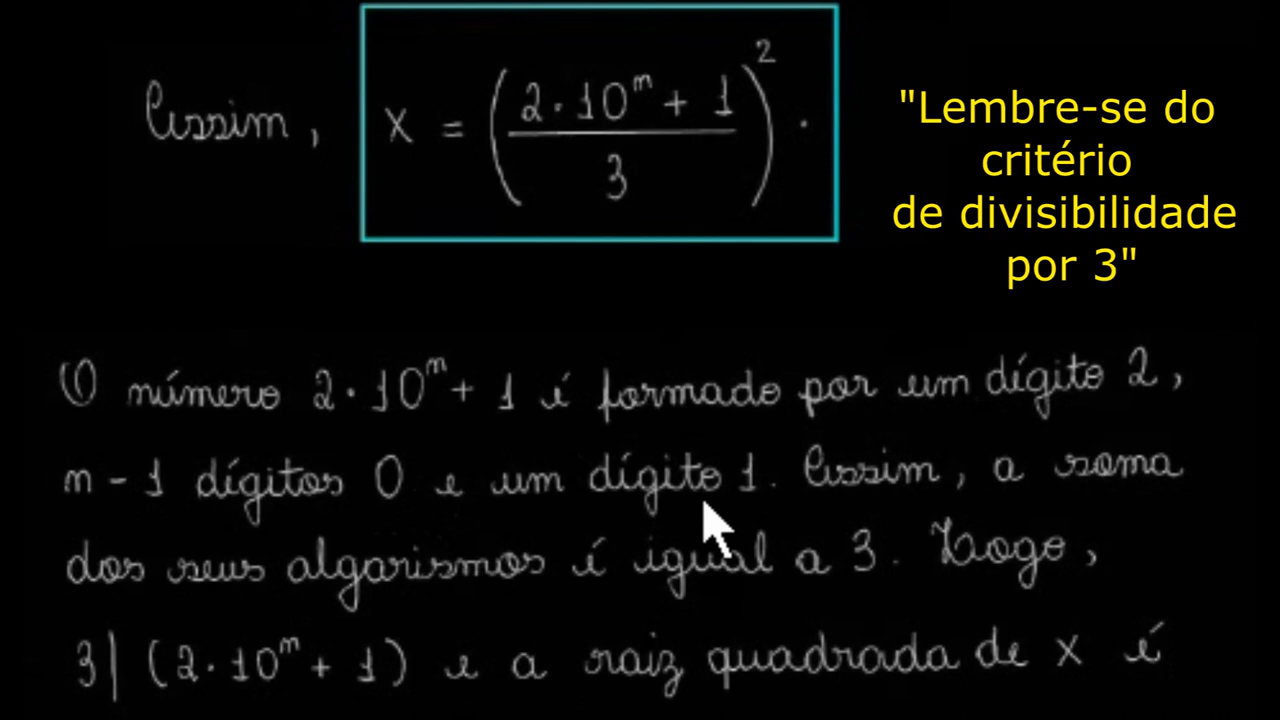 Assim, x = ((2·10^n + 1)/3)^2.
"Lembre-se do
critério
de divisibilidade
por 3"
O número 2·10^n + 1 é formado por um dígito 2,
n-1 dígitos 0 e um dígito 1. Assim, a soma
dos seus algarismos é igual a 3. Logo,
3|(2·10^n + 1) e a raiz quadrada de x é